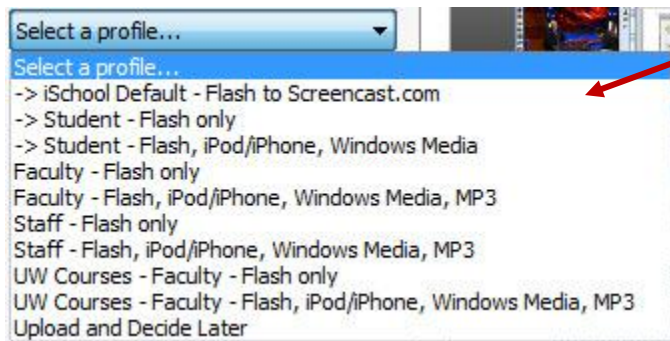 Select a profile...
Select a profile...
-> iSchool Default - Flash to Screencast.com
-> Student - Flash only
-> Student - Flash, iPod/iPhone, Windows Media
Faculty - Flash only
Faculty - Flash, iPod/iPhone, Windows Media, MP3
Staff - Flash only
Staff - Flash, iPod/iPhone, Windows Media, MP3
UW Courses - Faculty - Flash only
UW Courses - Faculty - Flash, iPod/iPhone, Windows Media, MP3
Upload and Decide Later